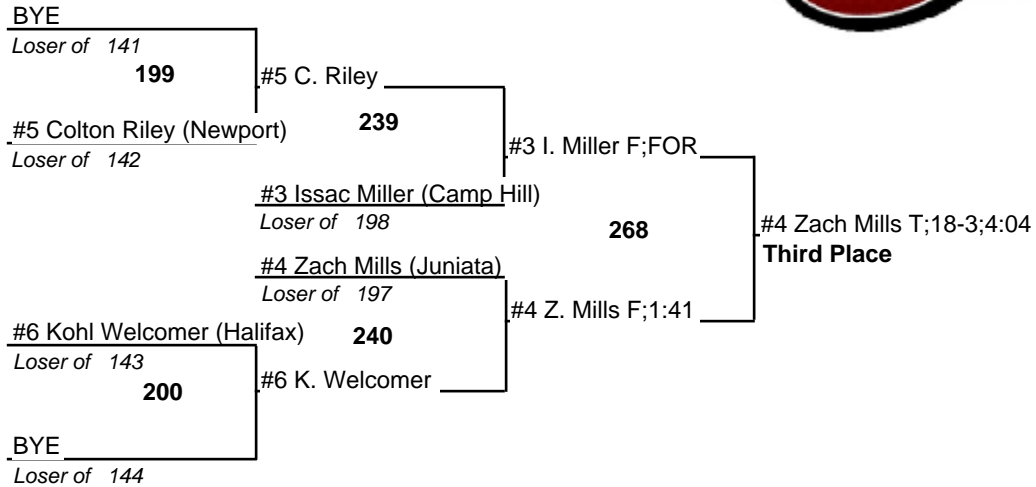 BYE
Loser of 141
199
#5 C. Riley
#5 Colton Riley (Newport)
239
Loser of 142
#3 I. Miller F;FOR
#3 Issac Miller (Camp Hill)
Loser of 198
268
#4 Zach Mills T;18-3;4:04
Third Place
#4 Zach Mills (Juniata)
Loser of 197
#4 Z. Mills F;1:41
#6 Kohl Welcomer (Halifax)
240
Loser of 143
200
#6 K. Welcomer
BYE
Loser of 144